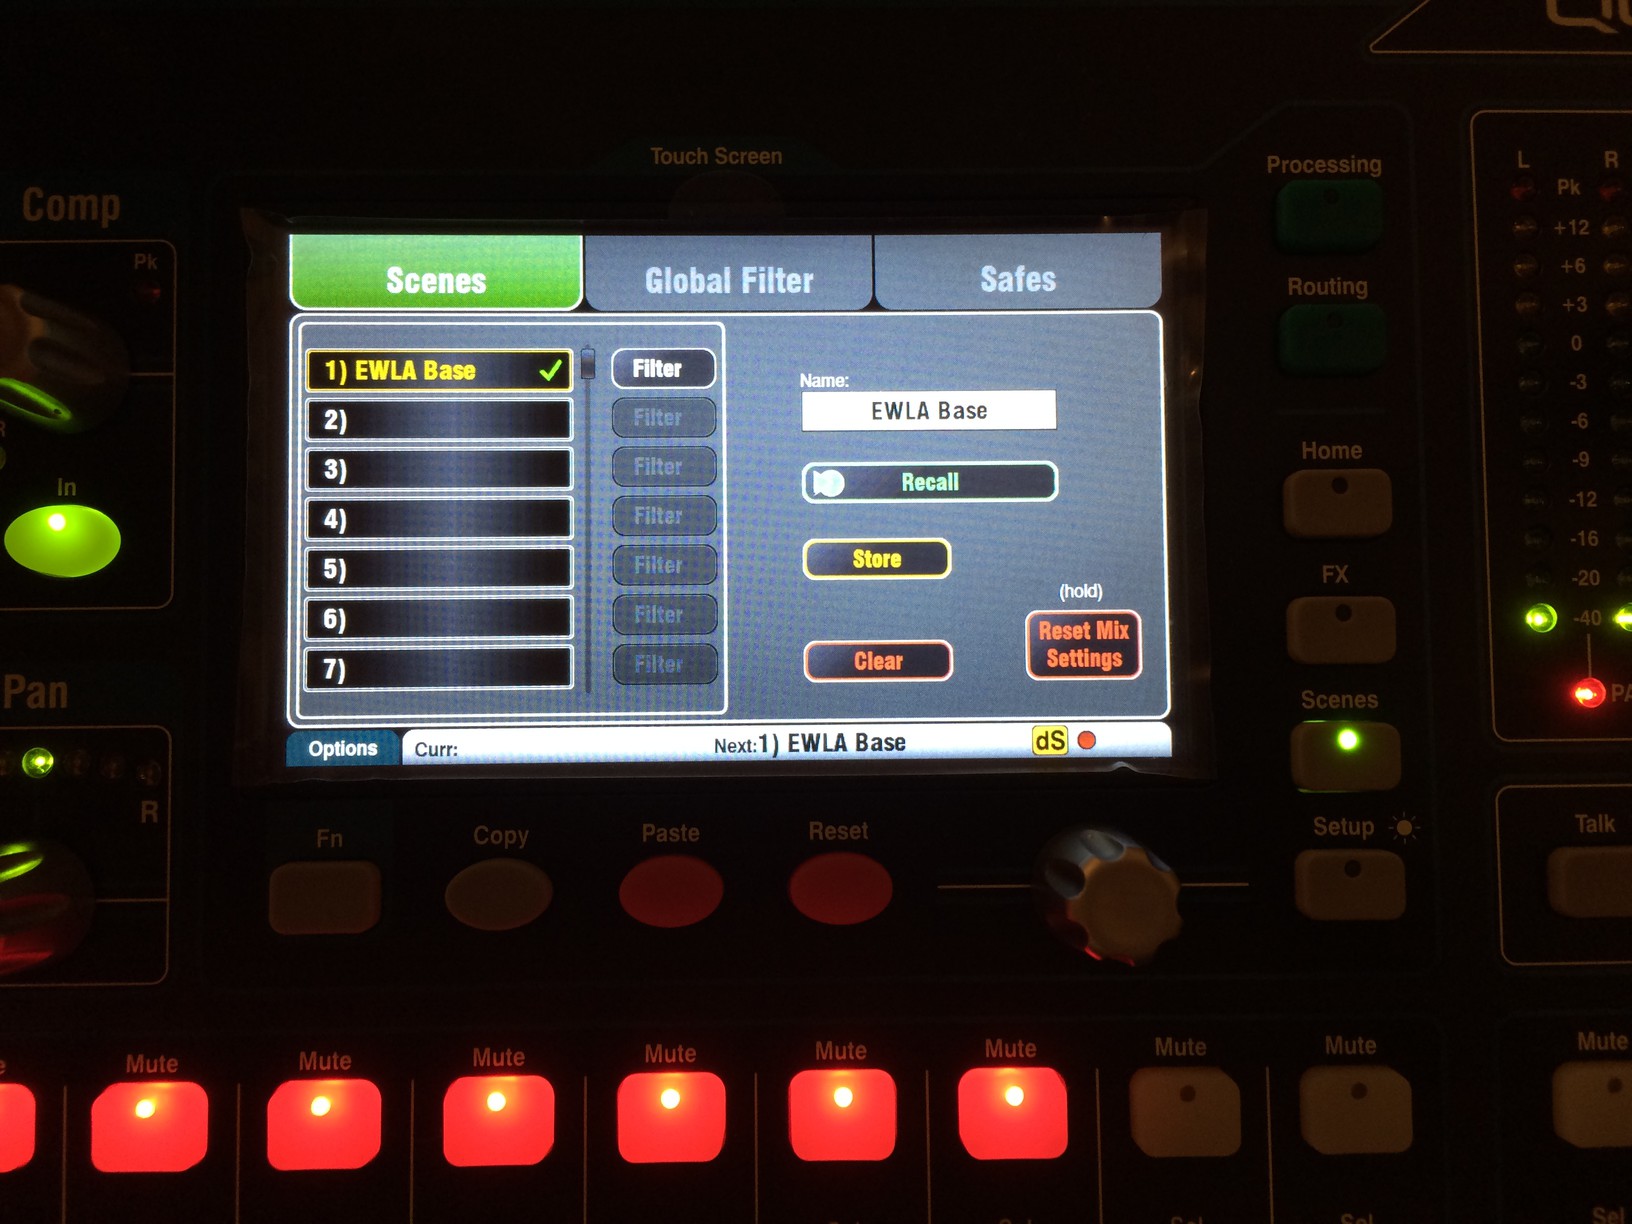 Touch Screen
Processing
L
R
Comp
Pk
Pk
+12
Scenes
Global Filter
Safes
+6
Routing
+3
0
1) EWLA Base
Filter
Name:
-3
2)
Filter
EWLA Base
-6
3)
Filter
Home
-9
In
Recall
-12
4)
Filter
-16
5)
Filter
Store
FX
-20
6)
Filter
(hold)
-40
7)
Filter
Clear
Reset Mix
Settings
Pan
Scenes
Options
Curr:
Next:1) EWLA Base
dS
R
Fn
Copy
Paste
Reset
Setup
Talk
Mute
Mute
Mute
Mute
Mute
Mute
Mute
Mute
Mute